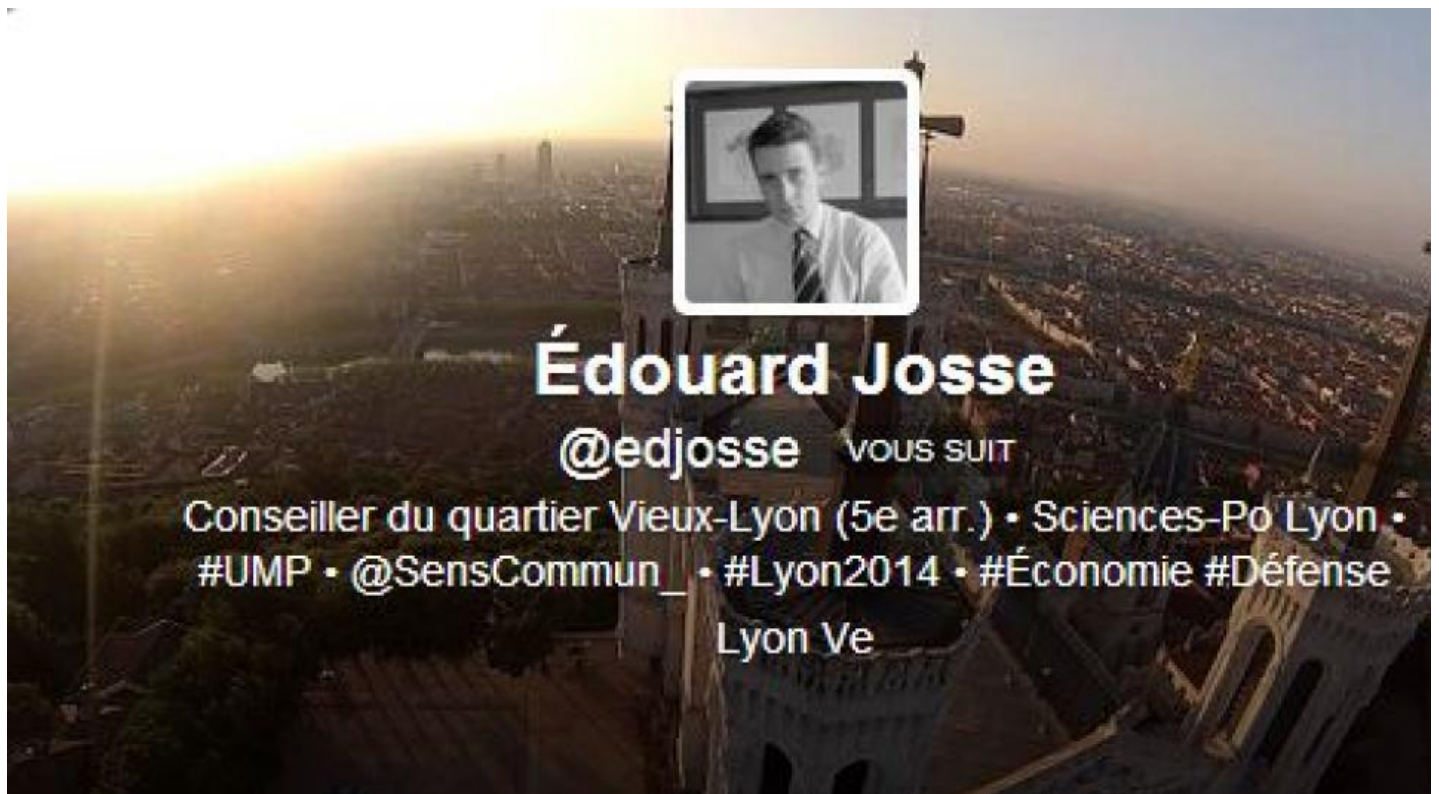 Édouard Josse
@edjosse VOUS SUIT
Conseiller du quartier Vieux-Lyon (5e arr.) • Sciences-Po Lyon •
#UMP • @SensCommun_ • #Lyon2014 • #Économie #Défense
Lyon Ve